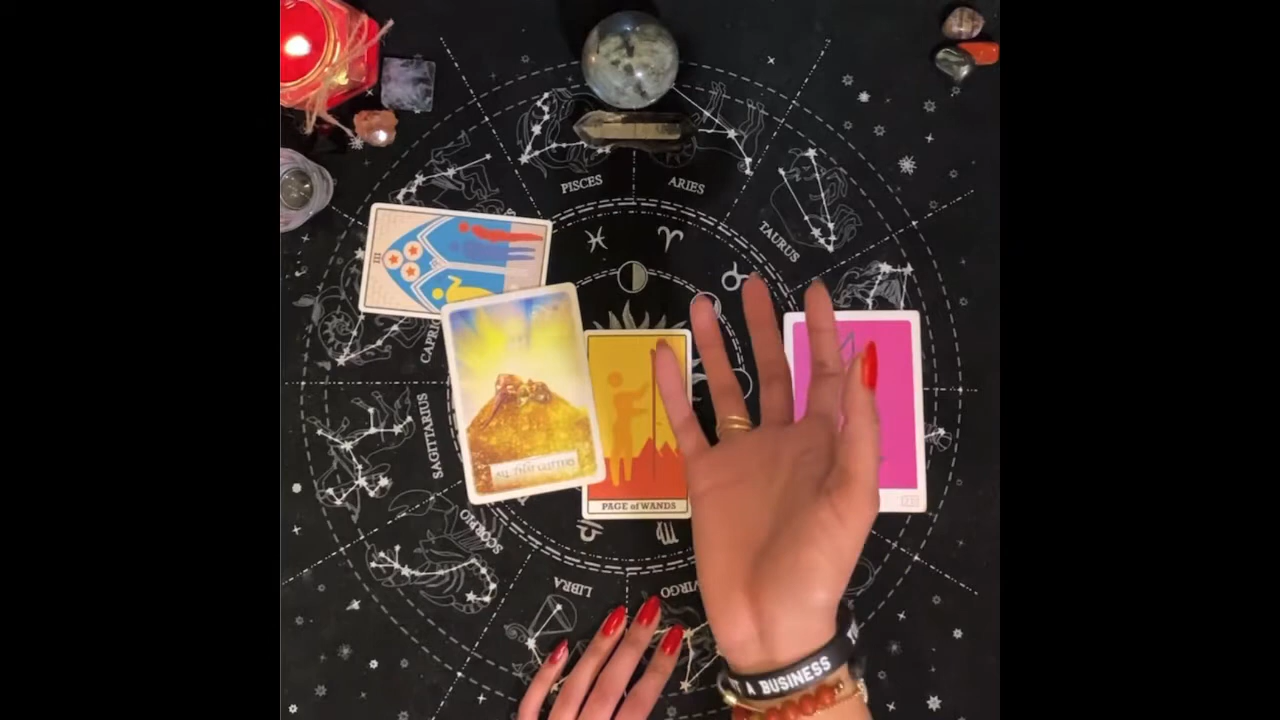 PISCES
ARIES
TAURUS
III
CAPRI
SAGITTARIUS
ALL THAT GLITTERS
PAGE of WANDS
SCORPIO
LIBRA
VIRGO
T A BUSINESS